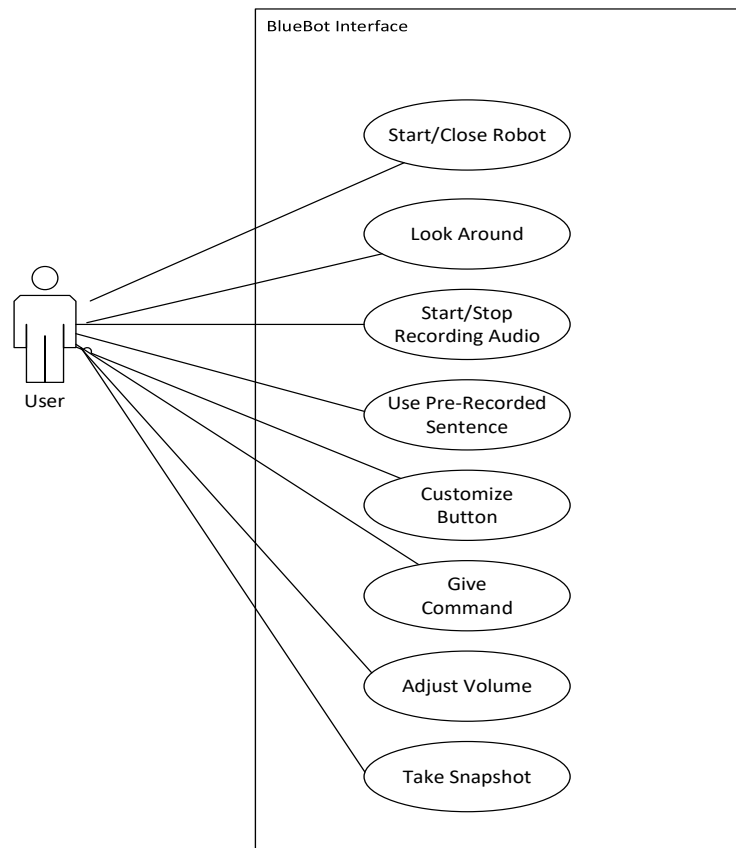 BlueBot Interface
Start/Close Robot
Look Around
Start/Stop
Recording Audio
User
Use Pre-Recorded
Sentence
Customize
Button
Give
Command
Adjust Volume
Take Snapshot